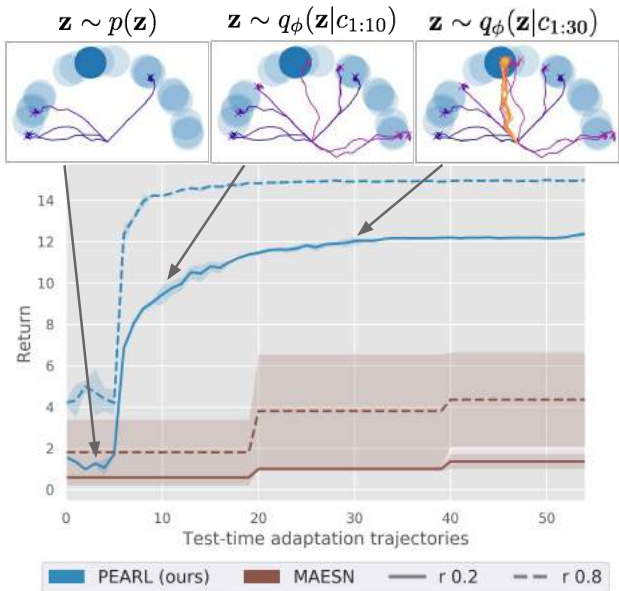 z ∼ p(z)
z ∼ qϕ(z|c1:10)
z ∼ qϕ(z|c1:30)
14
12
10
8
6
4
2
0
Return
0 10 20 30 40 50
Test-time adaptation trajectories
PEARL (ours) MAESN r 0.2 r 0.8